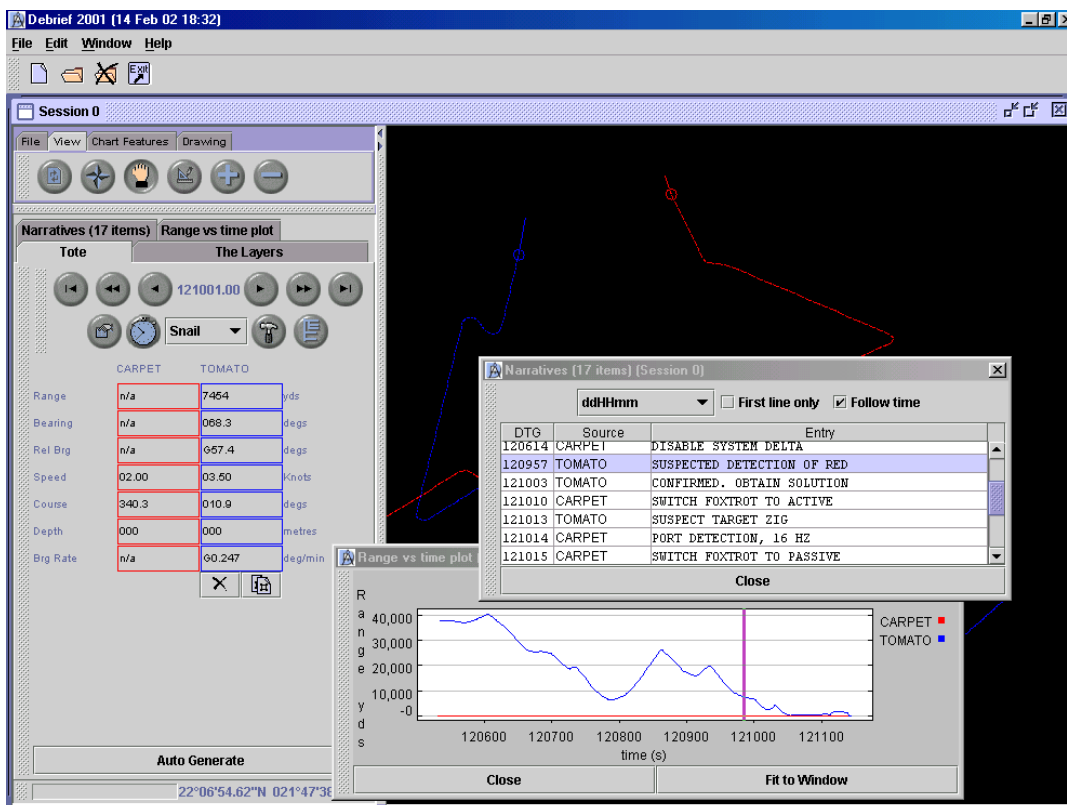 Debrief 2001 (14 Feb 02 18:32)
File Edit Window Help
Exit
Session 0
File View Chart Features Drawing
Narratives (17 items) Range vs time plot
Tote The Layers
121001.00
Snail
CARPET TOMATO
Range n/a 7454 yds
Bearing n/a 068.3 degs
Rel Brg n/a G57.4 degs
Speed 02.00 03.50 Knots
Course 340.3 010.9 degs
Depth 000 000 metres
Brg Rate n/a G0.247 deg/min
Auto Generate
22°06'54.62"N 021°47'38
Narratives (17 items) (Session 0)
ddHHmm First line only Follow time
DTG Source Entry
120614 CARPET DISABLE SYSTEM DELTA
120957 TOMATO SUSPECTED DETECTION OF RED
121003 TOMATO CONFIRMED. OBTAIN SOLUTION
121010 CARPET SWITCH FOXTROT TO ACTIVE
121013 TOMATO SUSPECT TARGET ZIG
121014 CARPET PORT DETECTION, 16 HZ
121015 CARPET SWITCH FOXTROT TO PASSIVE
Close
Range vs time plot
Range yds
40,000
30,000
20,000
10,000
-0
120600 120700 120800 120900 121000 121100
time (s)
CARPET
TOMATO
Close Fit to Window